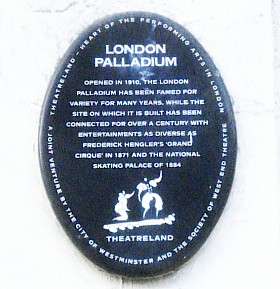 THEATRELAND - HEART OF THE PERFORMING ARTS IN LONDON
LONDON
PALLADIUM
OPENED IN 1910, THE LONDON
PALLADIUM HAS BEEN FAMED FOR
VARIETY FOR MANY YEARS, WHILE THE
SITE ON WHICH IT IS BUILT HAS BEEN
CONNECTED FOR OVER A CENTURY WITH
ENTERTAINMENTS AS DIVERSE AS
FREDERICK HENGLER'S 'GRAND
CIRQUE' IN 1871 AND THE NATIONAL
SKATING PALACE OF 1884
THEATRELAND
A JOINT VENTURE BY THE CITY OF WESTMINSTER AND THE SOCIETY OF WEST END THEATRE